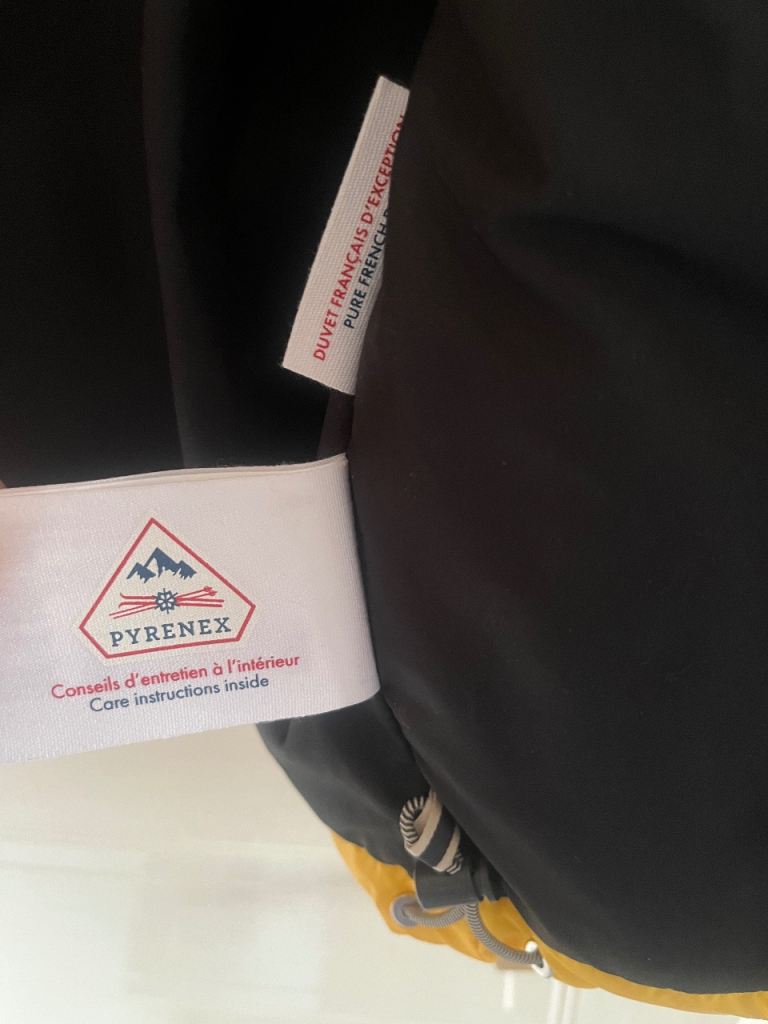 DUVET FRANÇAIS D'EXCEPTION
PURE FRENCH
PYRENEX
Conseils d'entretien à l'intérieur
Care instructions inside